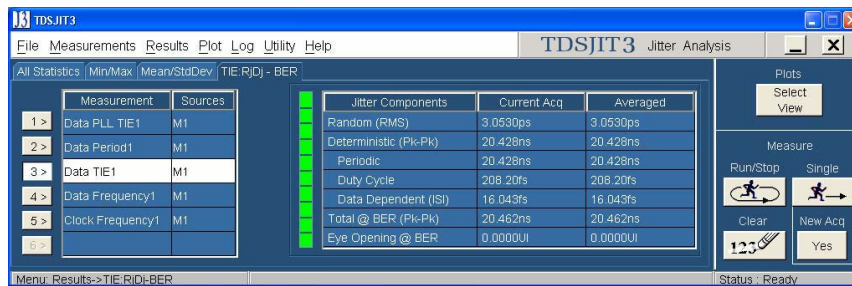 TDSJIT3
File Measurements Results Plot Log Utility Help
TDSJIT3 Jitter Analysis
All Statistics Min/Max Mean/StdDev TIE:RjDj - BER
Measurement Sources
1 > Data PLL TIE1 M1
2 > Data Period1 M1
3 > Data TIE1 M1
4 > Data Frequency1 M1
5 > Clock Frequency1 M1
6 >
Jitter Components Current Acq Averaged
Random (RMS) 3.0530ps 3.0530ps
Deterministic (Pk-Pk) 20.428ns 20.428ns
Periodic 20.428ns 20.428ns
Duty Cycle 208.20fs 208.20fs
Data Dependent (ISI) 16.043fs 16.043fs
Total @ BER (Pk-Pk) 20.462ns 20.462ns
Eye Opening @ BER 0.0000UI 0.0000UI
Plots
Select
View
Measure
Run/Stop Single
Clear New Acq
123 Yes
Menu: Results->TIE:RjDj-BER
Status : Ready